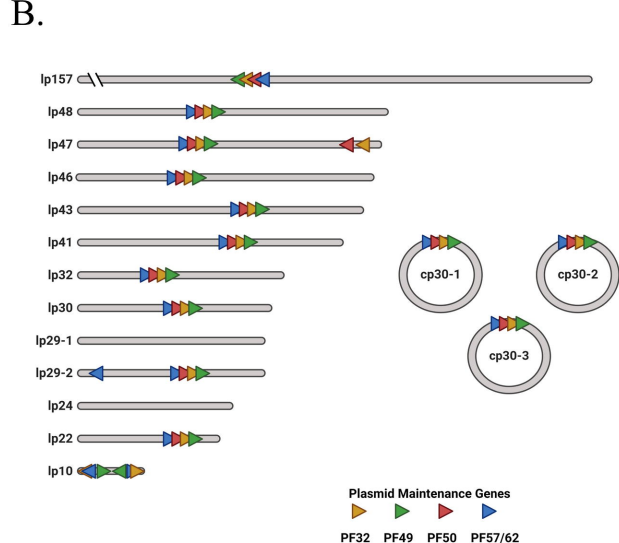 B.
lp157
lp48
lp47
lp46
lp43
lp41
lp32
lp30
lp29-1
lp29-2
lp24
lp22
lp10
cp30-1
cp30-2
cp30-3
Plasmid Maintenance Genes
PF32 PF49 PF50 PF57/62